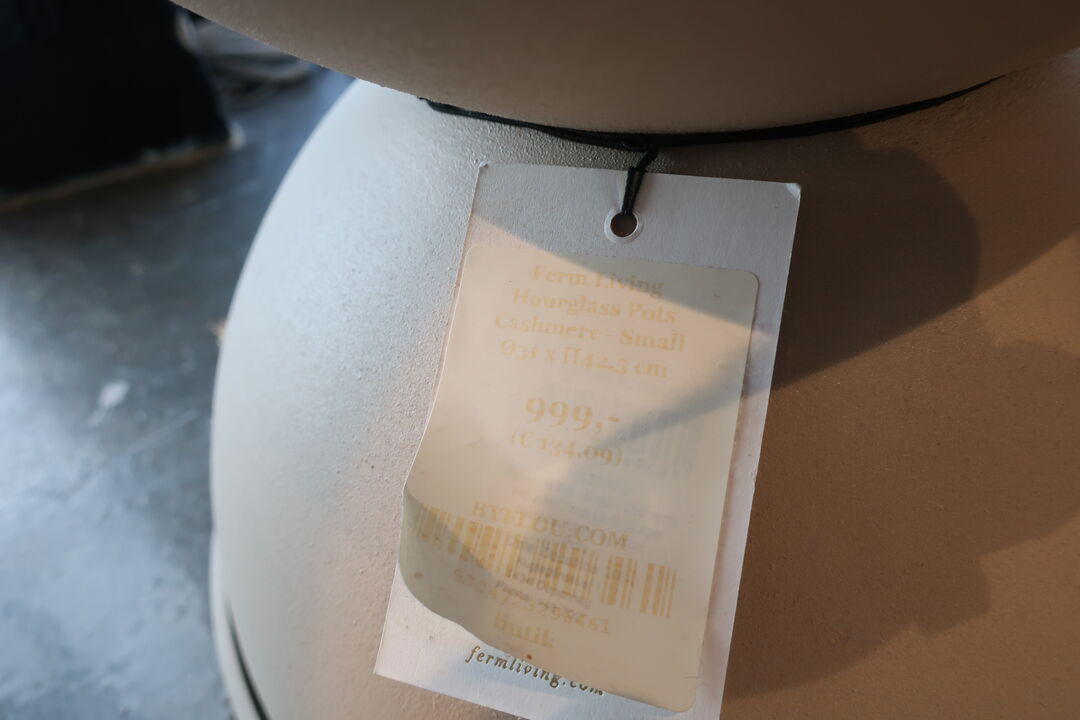 Ferm Living
Hourglass Pots
Cashmere - Small
Ø31 x H42,5 cm
999,-
(€ 134.09)
BYFLOU.COM
Butik
fermliving.com